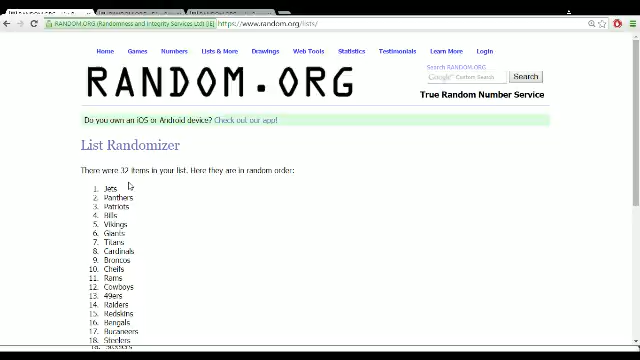 RANDOM.ORG (Randomness and Integrity Services Ltd) [IE] https://www.random.org/lists/
Home Games Numbers Lists & More Drawings Web Tools Statistics Testimonials Learn More Login
Search RANDOM.ORG
RANDOM.ORG
Google Custom Search Search
True Random Number Service
Do you own an iOS or Android device? Check out our app!
List Randomizer
There were 32 items in your list. Here they are in random order:
1. Jets
2. Panthers
3. Patriots
4. Bills
5. Vikings
6. Giants
7. Titans
8. Cardinals
9. Broncos
10. Cheifs
11. Rams
12. Cowboys
13. 49ers
14. Raiders
15. Redskins
16. Bengals
17. Bucaneers
18. Steelers